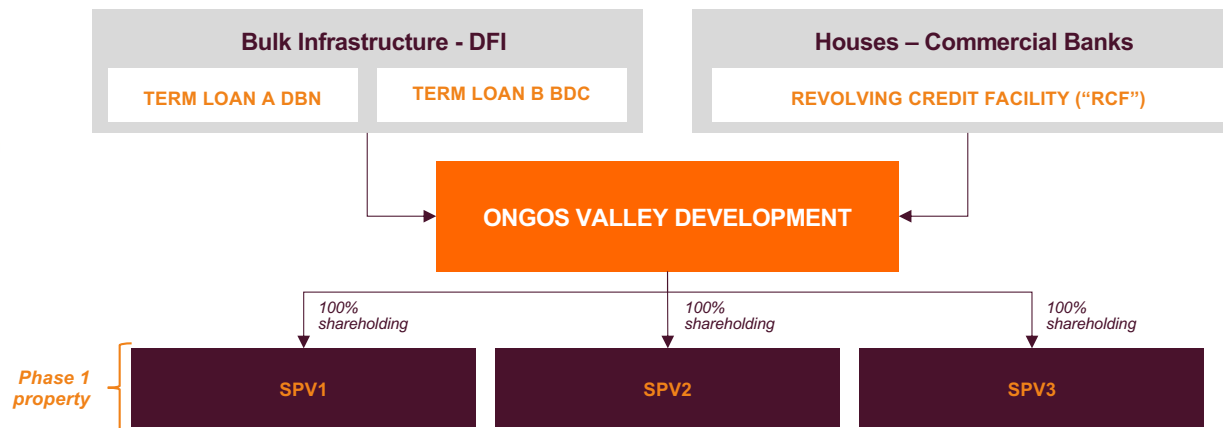 Bulk Infrastructure - DFI
TERM LOAN A DBN
TERM LOAN B BDC
Houses – Commercial Banks
REVOLVING CREDIT FACILITY (“RCF”)
ONGOS VALLEY DEVELOPMENT
100%
shareholding
100%
shareholding
100%
shareholding
Phase 1
property
SPV1
SPV2
SPV3